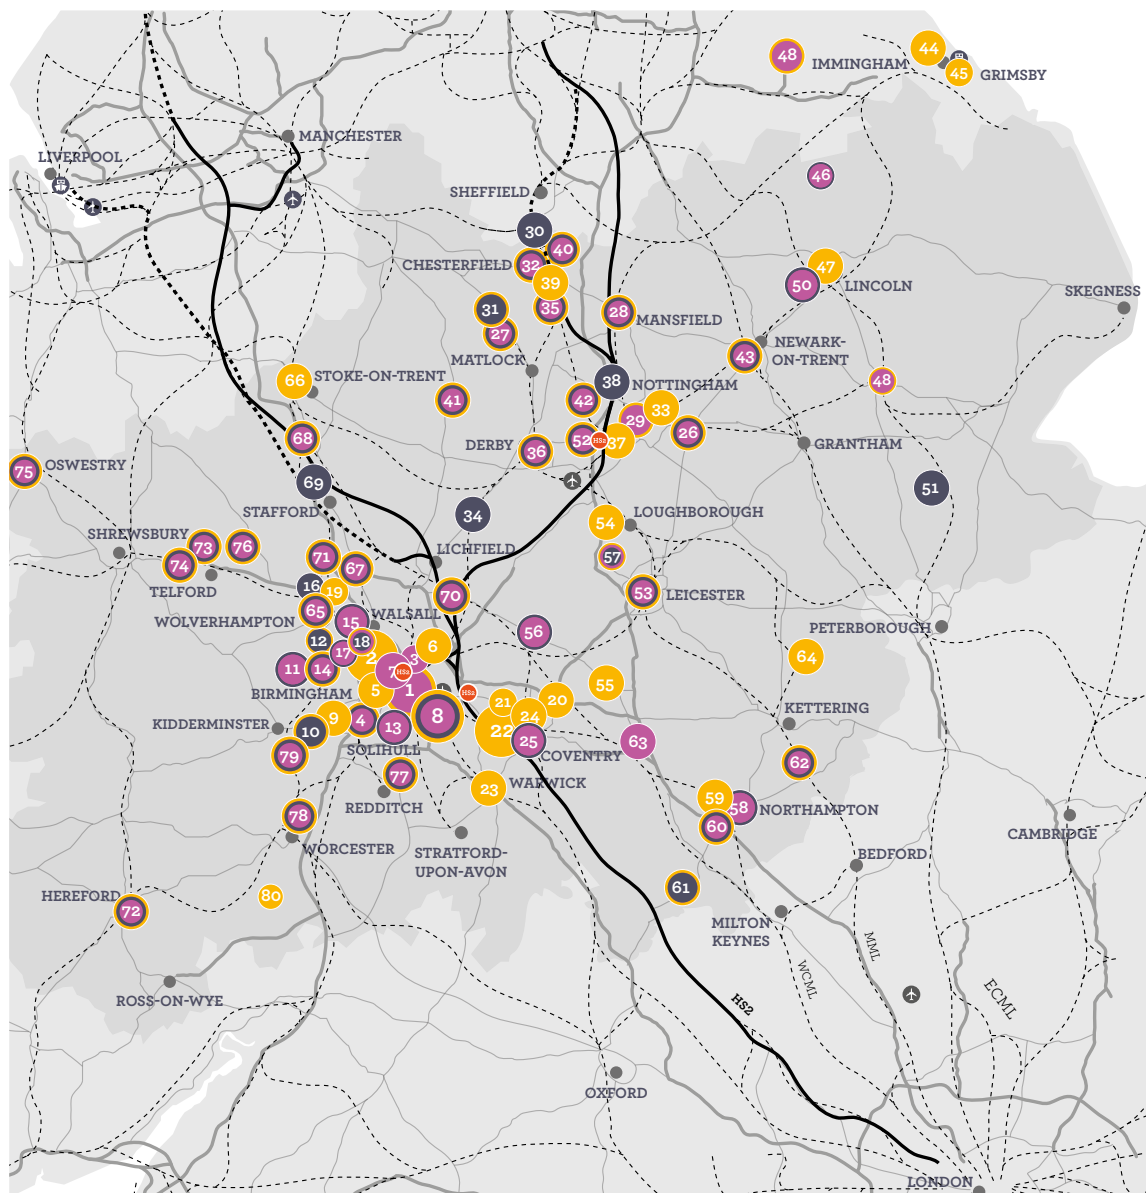 44
48
IMMINGHAM
45
GRIMSBY
MANCHESTER
LIVERPOOL
46
SHEFFIELD
30
40
CHESTERFIELD
32
47
39
50
LINCOLN
SKEGNESS
31
35
28
MANSFIELD
27
MATLOCK
43
NEWARK-
ON-TRENT
66
STOKE-ON-TRENT
38
NOTTINGHAM
48
41
42
33
29
26
68
52
HS2
37
DERBY
36
GRANTHAM
75
OSWESTRY
69
51
STAFFORD
34
54
LOUGHBOROUGH
SHREWSBURY
73
76
71
LICHFIELD
57
74
67
TELFORD
16
19
70
53
LEICESTER
65
WOLVERHAMPTON
15
WALSALL
56
PETERBOROUGH
12
18
17
2
3
6
64
11
14
7
HS2
BIRMINGHAM
5
1
HS2
55
21
20
KETTERING
KIDDERMINSTER
9
4
8
24
10
13
22
25
63
SOLIHULL
COVENTRY
79
62
77
WARWICK
23
59
REDDITCH
58
NORTHAMPTON
78
60
CAMBRIDGE
WORCESTER
STRATFORD-
UPON-AVON
BEDFORD
61
HEREFORD
80
72
MILTON
KEYNES
MML
WCML
ROSS-ON-WYE
HS2
ECML
OXFORD
LONDON